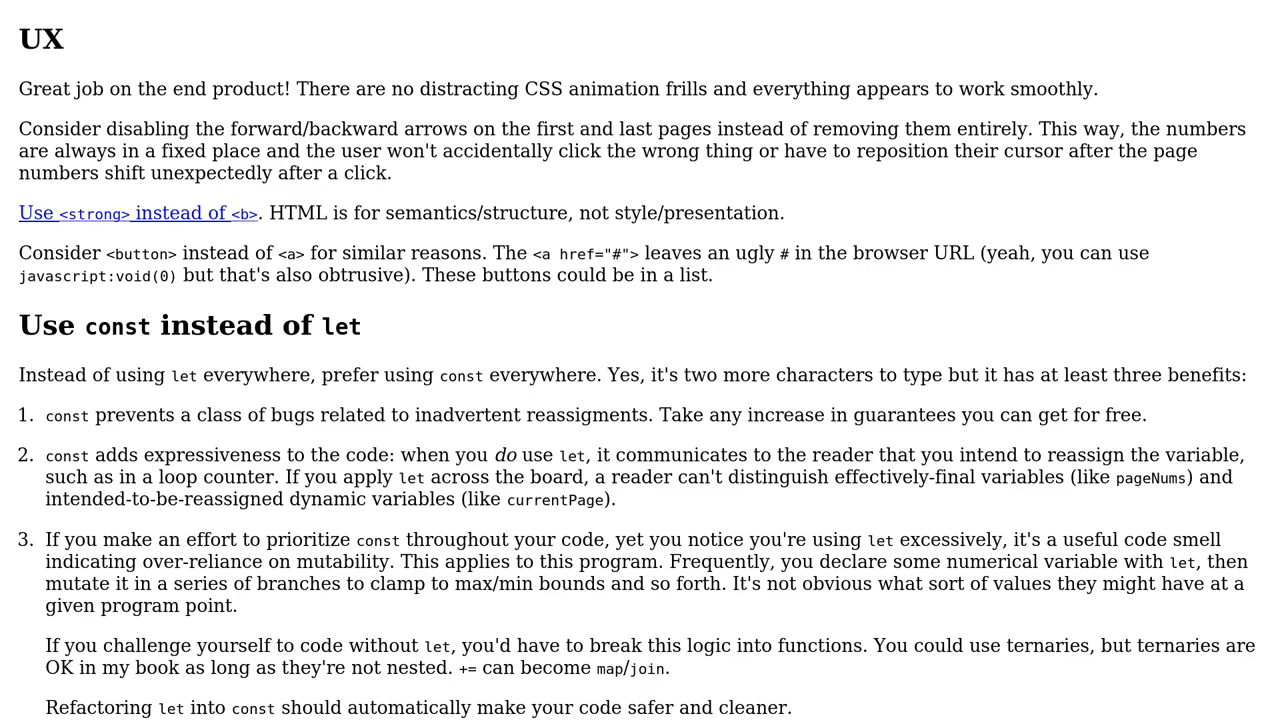 UX
Great job on the end product! There are no distracting CSS animation frills and everything appears to work smoothly.
Consider disabling the forward/backward arrows on the first and last pages instead of removing them entirely. This way, the numbers
are always in a fixed place and the user won't accidentally click the wrong thing or have to reposition their cursor after the page
numbers shift unexpectedly after a click.
Use <strong> instead of <b>. HTML is for semantics/structure, not style/presentation.
Consider <button> instead of <a> for similar reasons. The <a href="#"> leaves an ugly # in the browser URL (yeah, you can use
javascript:void(0) but that's also obtrusive). These buttons could be in a list.
Use const instead of let
Instead of using let everywhere, prefer using const everywhere. Yes, it's two more characters to type but it has at least three benefits:
1. const prevents a class of bugs related to inadvertent reassigments. Take any increase in guarantees you can get for free.
2. const adds expressiveness to the code: when you do use let, it communicates to the reader that you intend to reassign the variable,
such as in a loop counter. If you apply let across the board, a reader can't distinguish effectively-final variables (like pageNums) and
intended-to-be-reassigned dynamic variables (like currentPage).
3. If you make an effort to prioritize const throughout your code, yet you notice you're using let excessively, it's a useful code smell
indicating over-reliance on mutability. This applies to this program. Frequently, you declare some numerical variable with let, then
mutate it in a series of branches to clamp to max/min bounds and so forth. It's not obvious what sort of values they might have at a
given program point.
If you challenge yourself to code without let, you'd have to break this logic into functions. You could use ternaries, but ternaries are
OK in my book as long as they're not nested. += can become map/join.
Refactoring let into const should automatically make your code safer and cleaner.